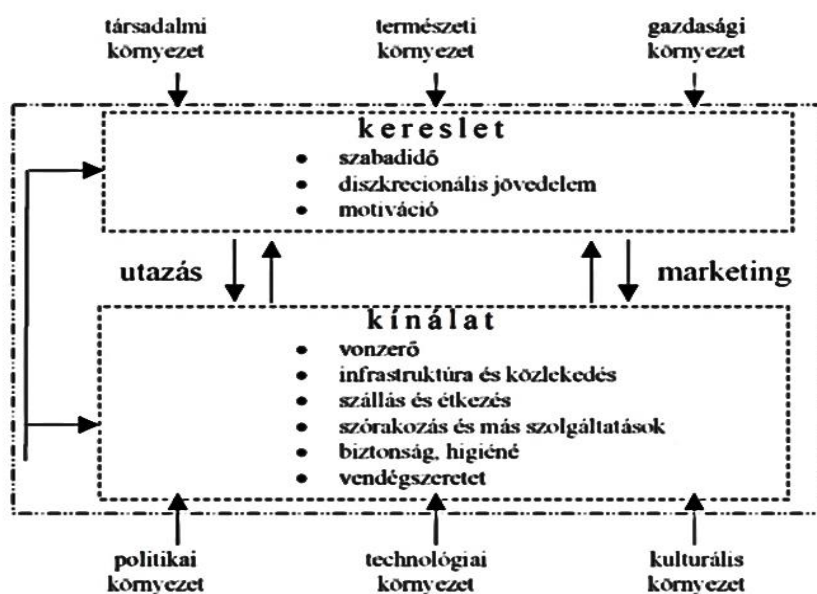 társadalmi környezet
természeti környezet
gazdasági környezet
kereslet
• szabadidő
• diszkrecionális jövedelem
• motiváció
utazás
marketing
kínálat
• vonzerő
• infrastruktúra és közlekedés
• szállás és étkezés
• szórakozás és más szolgáltatások
• biztonság, higiéné
• vendégszeretet
politikai környezet
technológiai környezet
kulturális környezet